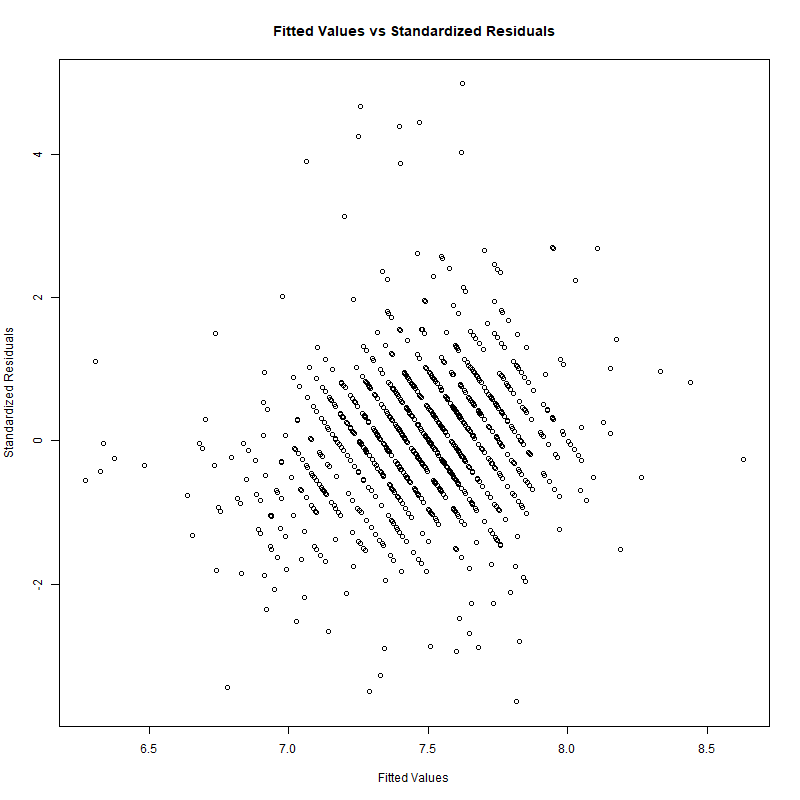 Fitted Values vs Standardized Residuals
Standardized Residuals
4
2
0
-2
6.5 7.0 7.5 8.0 8.5
Fitted Values